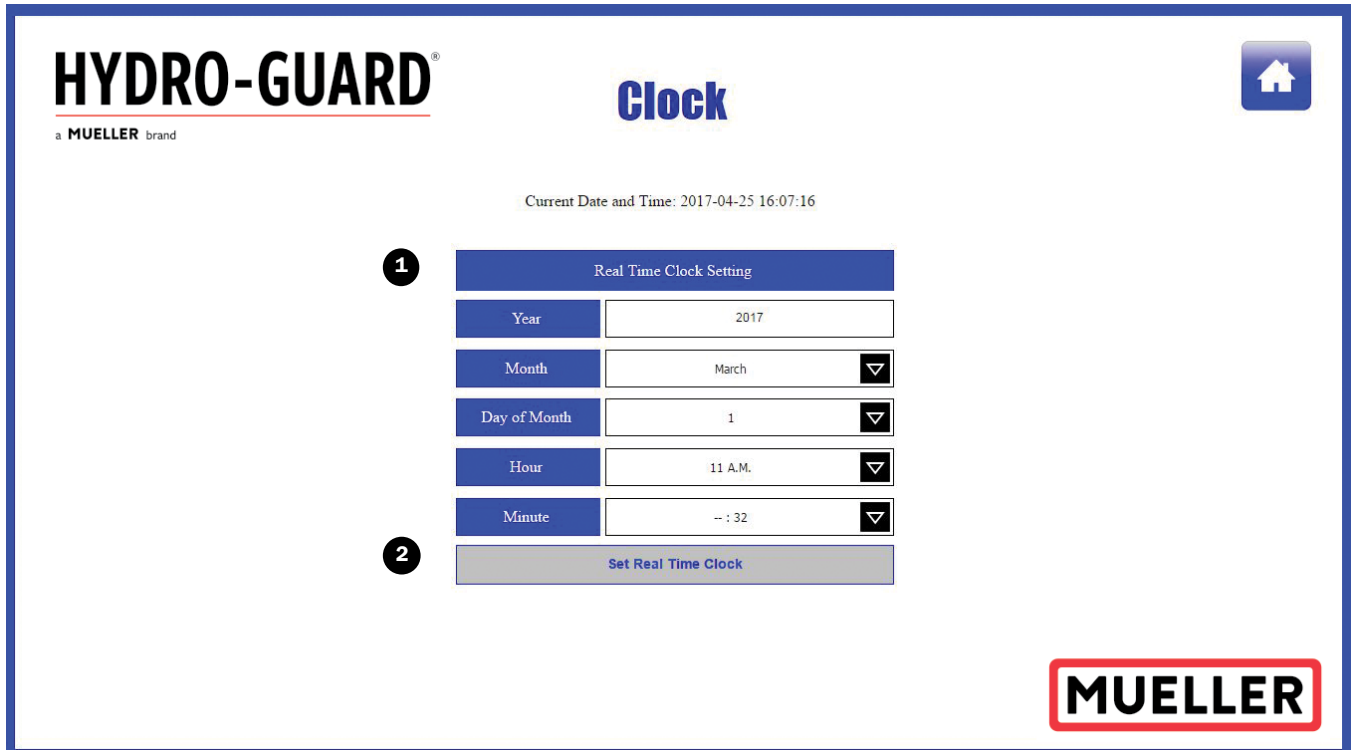 HYDRO-GUARD®
a MUELLER brand
Clock
Current Date and Time: 2017-04-25 16:07:16
1
Real Time Clock Setting
Year 2017
Month March
Day of Month 1
Hour 11 A.M.
Minute -- : 32
2
Set Real Time Clock
MUELLER